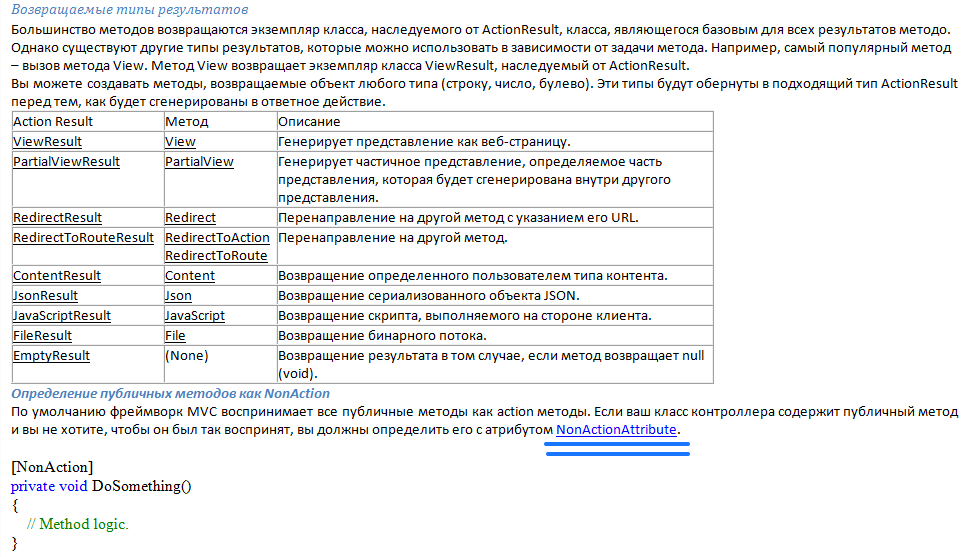 Возвращаемые типы результатов
Большинство методов возвращаются экземпляр класса, наследуемого от ActionResult, класса, являющегося базовым для всех результатов методо.
Однако существуют другие типы результатов, которые можно использовать в зависимости от задачи метода. Например, самый популярный метод
– вызов метода View. Метод View возвращает экземпляр класса ViewResult, наследуемый от ActionResult.
Вы можете создавать методы, возвращаемые объект любого типа (строку, число, булево). Эти типы будут обернуты в подходящий тип ActionResult
перед тем, как будет сгенерированы в ответное действие.
Action Result Метод Описание
ViewResult View Генерирует представление как веб-страницу.
PartialViewResult PartialView Генерирует частичное представление, определяемое часть
представления, которая будет сгенерирована внутри другого
представления.
RedirectResult Redirect Перенаправление на другой метод с указанием его URL.
RedirectToRouteResult RedirectToAction Перенаправление на другой метод.
RedirectToRoute
ContentResult Content Возвращение определенного пользователем типа контента.
JsonResult Json Возвращение сериализованного объекта JSON.
JavaScriptResult JavaScript Возвращение скрипта, выполняемого на стороне клиента.
FileResult File Возвращение бинарного потока.
EmptyResult (None) Возвращение результата в том случае, если метод возвращает null
(void).
Определение публичных методов как NonAction
По умолчанию фреймворк MVC воспринимает все публичные методы как action методы. Если ваш класс контроллера содержит публичный метод
и вы не хотите, чтобы он был так воспринят, вы должны определить его с атрибутом NonActionAttribute.
[NonAction]
private void DoSomething()
{
// Method logic.
}